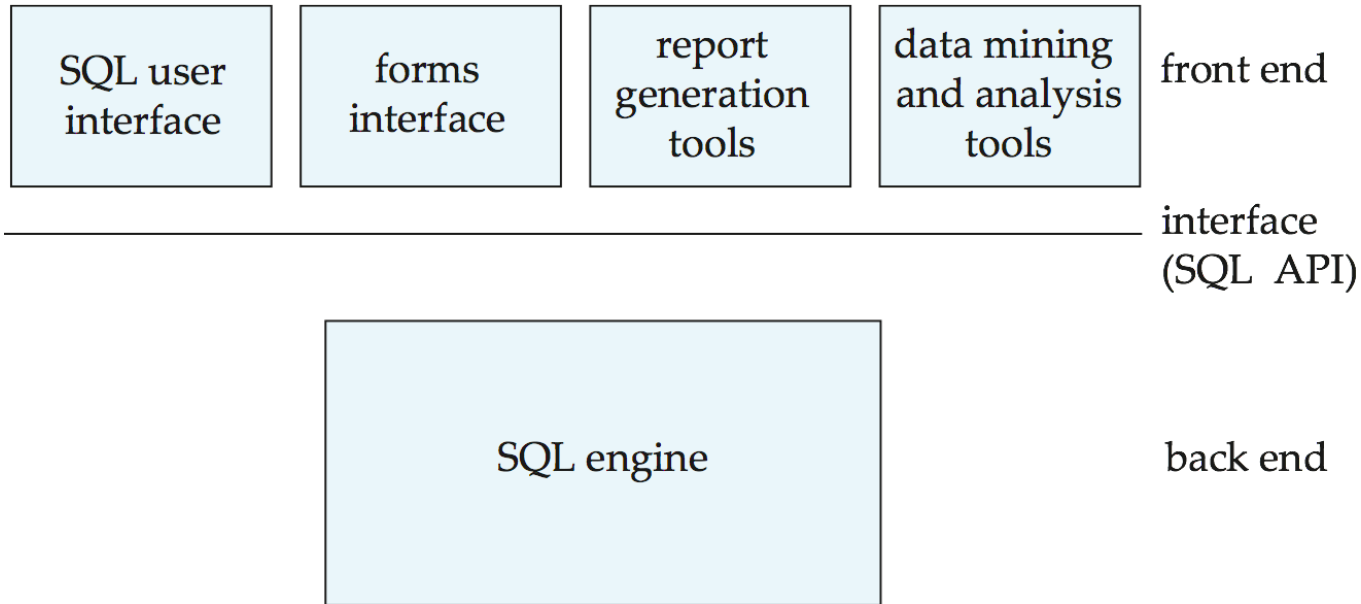 SQL user
interface
forms
interface
report
generation
tools
data mining
and analysis
tools
front end
interface
(SQL API)
SQL engine
back end